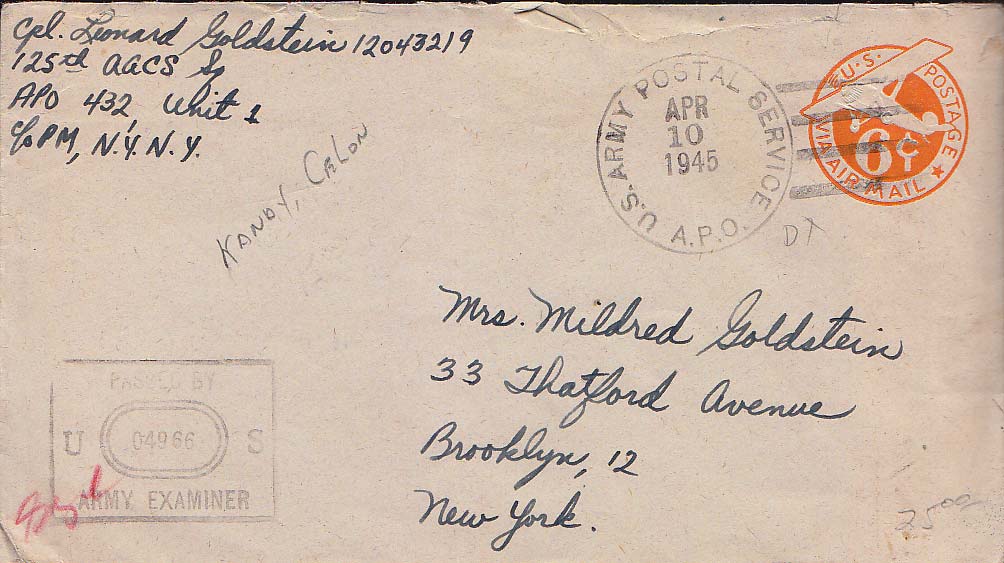 Cpl. Leonard Goldstein 12043219
125th AACS Sq
APO 432, Unit 1
c/o PM, N.Y. N.Y.
KANDY, CELON
U.S. ARMY POSTAL SERVICE
APR
10
1945
A.P.O.
U.S. POSTAGE
6¢
VIA AIR MAIL
DT
Mrs. Mildred Goldstein
33 Thatford Avenue
Brooklyn, 12
New York.
PASSED BY
U 04966 S
ARMY EXAMINER
2500